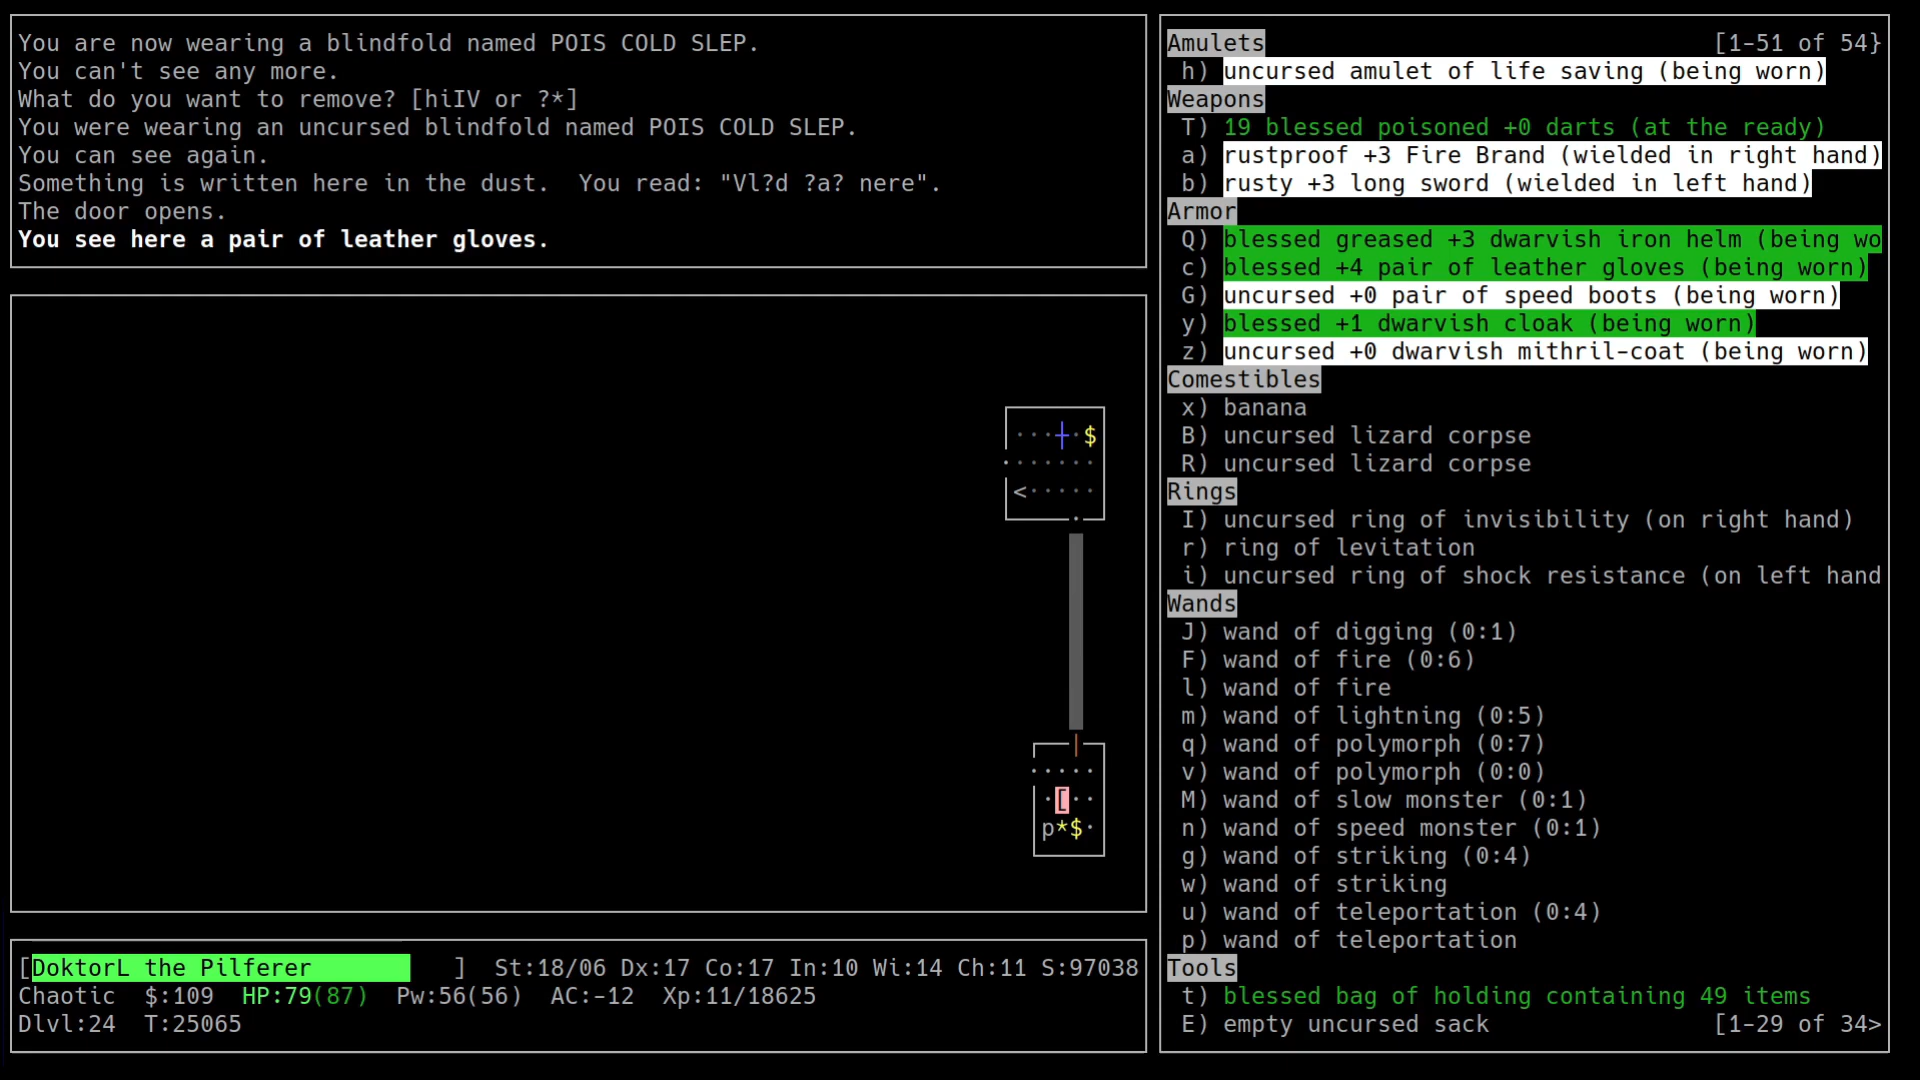 You are now wearing a blindfold named POIS COLD SLEP.
You can't see any more.
What do you want to remove? [hiIV or ?*]
You were wearing an uncursed blindfold named POIS COLD SLEP.
You can see again.
Something is written here in the dust.  You read: "Vl?d ?a? nere".
The door opens.
You see here a pair of leather gloves.
···+·$
·······
<·····
·
|
·····
·[··
p*$·
[DoktorL the Pilferer          ]  St:18/06 Dx:17 Co:17 In:10 Wi:14 Ch:11 S:97038
Chaotic  $:109  HP:79(87)  Pw:56(56)  AC:-12  Xp:11/18625
Dlvl:24  T:25065
Amulets [1-51 of 54}
h) uncursed amulet of life saving (being worn)
Weapons
T) 19 blessed poisoned +0 darts (at the ready)
a) rustproof +3 Fire Brand (wielded in right hand)
b) rusty +3 long sword (wielded in left hand)
Armor
Q) blessed greased +3 dwarvish iron helm (being wo
c) blessed +4 pair of leather gloves (being worn)
G) uncursed +0 pair of speed boots (being worn)
y) blessed +1 dwarvish cloak (being worn)
z) uncursed +0 dwarvish mithril-coat (being worn)
Comestibles
x) banana
B) uncursed lizard corpse
R) uncursed lizard corpse
Rings
I) uncursed ring of invisibility (on right hand)
r) ring of levitation
i) uncursed ring of shock resistance (on left hand
Wands
J) wand of digging (0:1)
F) wand of fire (0:6)
l) wand of fire
m) wand of lightning (0:5)
q) wand of polymorph (0:7)
v) wand of polymorph (0:0)
M) wand of slow monster (0:1)
n) wand of speed monster (0:1)
g) wand of striking (0:4)
w) wand of striking
u) wand of teleportation (0:4)
p) wand of teleportation
Tools
t) blessed bag of holding containing 49 items
E) empty uncursed sack [1-29 of 34>